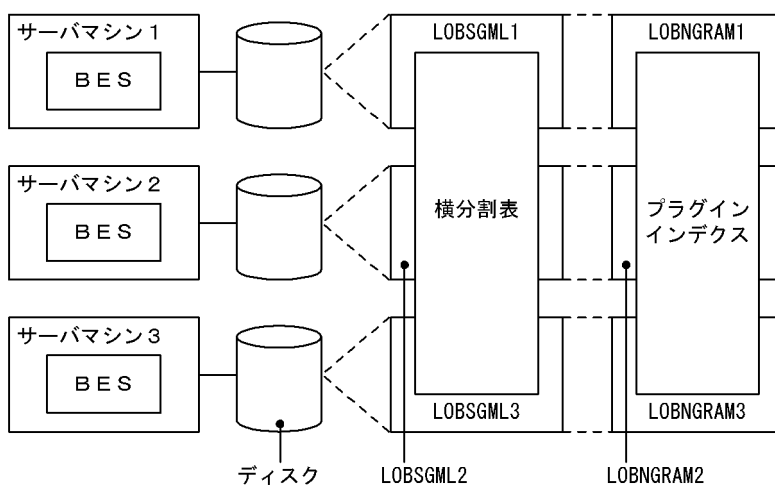 サーバマシン1
BES
LOBSGML1
LOBNGRAM1
サーバマシン2
BES
横分割表
プラグイン
インデクス
サーバマシン3
BES
LOBSGML3
LOBNGRAM3
ディスク
LOBSGML2
LOBNGRAM2